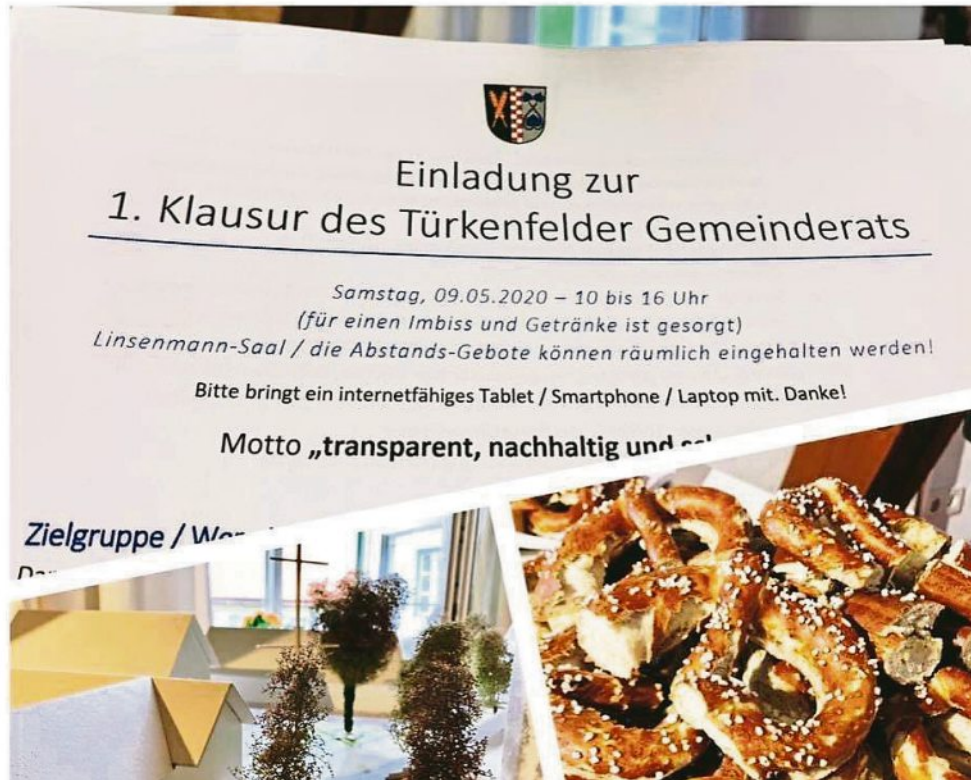 Einladung zur
1. Klausur des Türkenfelder Gemeinderats
Samstag, 09.05.2020 – 10 bis 16 Uhr
(für einen Imbiss und Getränke ist gesorgt)
Linsenmann-Saal / die Abstands-Gebote können räumlich eingehalten werden!
Bitte bringt ein internetfähiges Tablet / Smartphone / Laptop mit. Danke!
Motto „transparent, nachhaltig und
Zielgruppe /